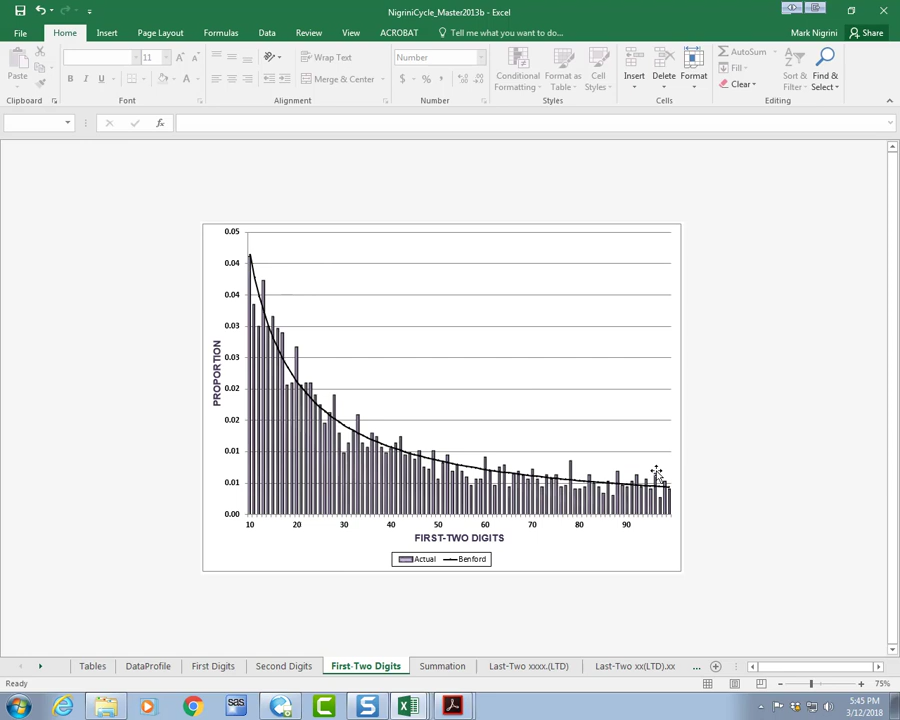 NigriniCycle_Master2013b - Excel
File Home Insert Page Layout Formulas Data Review View ACROBAT Tell me what you want to do... Mark Nigrini Share
Paste
Clipboard
11
B I U
Font
Wrap Text
Merge & Center
Alignment
Number
$ % ,
Number
Conditional Formatting
Format as Table
Cell Styles
Styles
Insert Delete Format
Cells
AutoSum
Fill
Clear
Sort & Filter
Find & Select
Editing
fx
0.05
0.04
0.04
0.03
0.03
0.02
0.02
0.01
0.01
0.00
PROPORTION
10 20 30 40 50 60 70 80 90
FIRST-TWO DIGITS
Actual Benford
Tables DataProfile First Digits Second Digits First-Two Digits Summation Last-Two xxxx.(LTD) Last-Two xx(LTD).xx ...
Ready 75%
sas C S
5:45 PM
3/12/2018